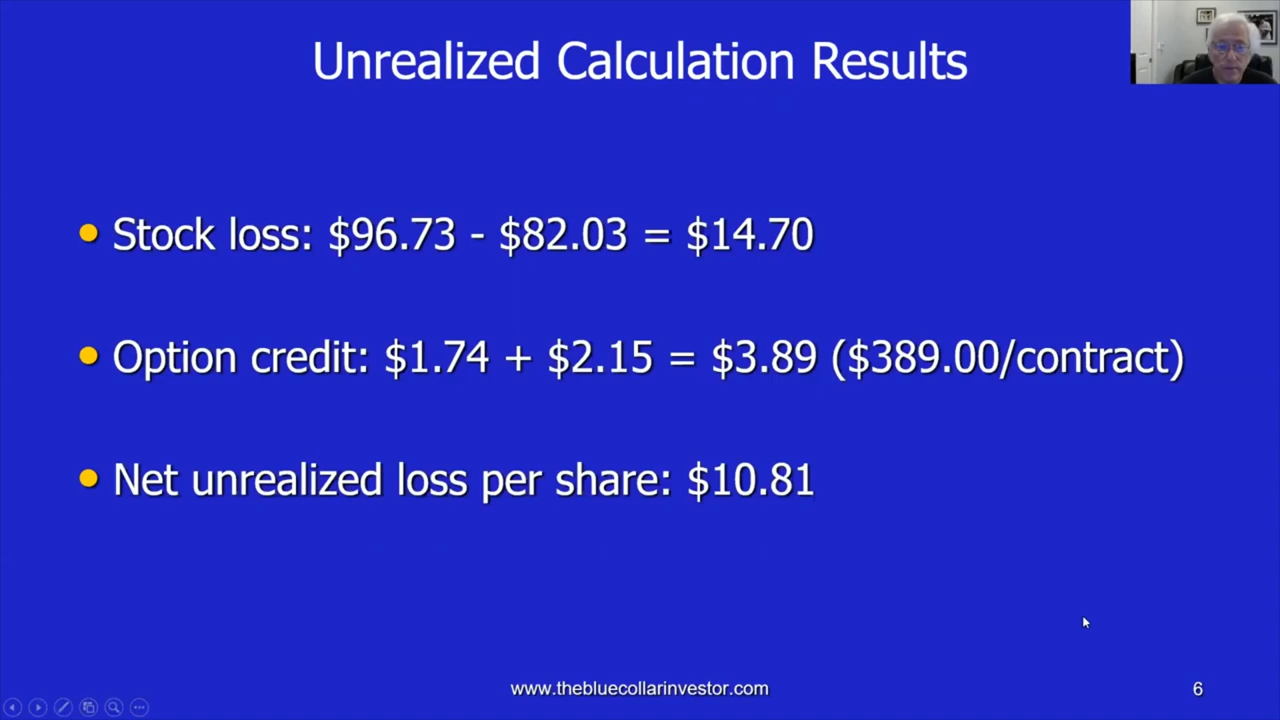 Unrealized Calculation Results
Stock loss: $96.73 - $82.03 = $14.70
Option credit: $1.74 + $2.15 = $3.89 ($389.00/contract)
Net unrealized loss per share: $10.81
www.thebluecollarinvestor.com
6